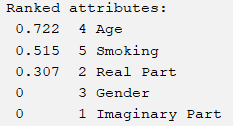 Ranked attributes:
0.722 4 Age
0.515 5 Smoking
0.307 2 Real Part
0 3 Gender
0 1 Imaginary Part